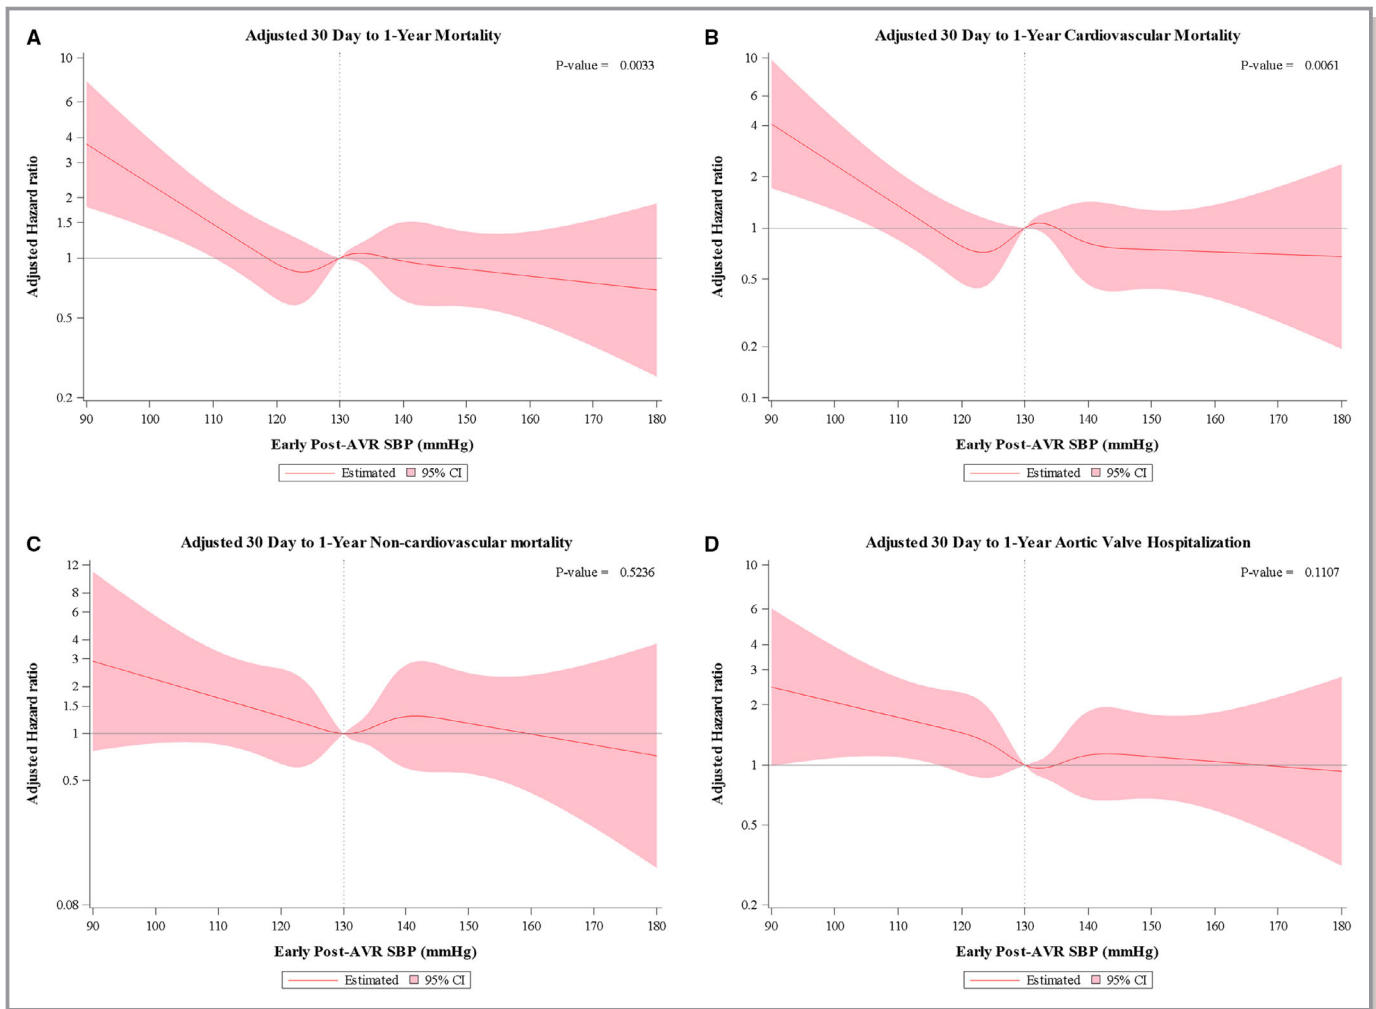 A
Adjusted 30 Day to 1-Year Mortality
P-value = 0.0033
Adjusted Hazard ratio
10
6
4
3
2
1.5
1
0.5
0.2
90 100 110 120 130 140 150 160 170 180
Early Post-AVR SBP (mmHg)
Estimated 95% CI
B
Adjusted 30 Day to 1-Year Cardiovascular Mortality
P-value = 0.0061
Adjusted Hazard ratio
10
6
4
2
1
0.5
0.2
0.1
90 100 110 120 130 140 150 160 170 180
Early Post-AVR SBP (mmHg)
Estimated 95% CI
C
Adjusted 30 Day to 1-Year Non-cardiovascular mortality
P-value = 0.5236
Adjusted Hazard ratio
12
8
6
4
3
2
1.5
1
0.5
0.08
90 100 110 120 130 140 150 160 170 180
Early Post-AVR SBP (mmHg)
Estimated 95% CI
D
Adjusted 30 Day to 1-Year Aortic Valve Hospitalization
P-value = 0.1107
Adjusted Hazard ratio
10
6
4
3
2
1
0.5
0.2
90 100 110 120 130 140 150 160 170 180
Early Post-AVR SBP (mmHg)
Estimated 95% CI